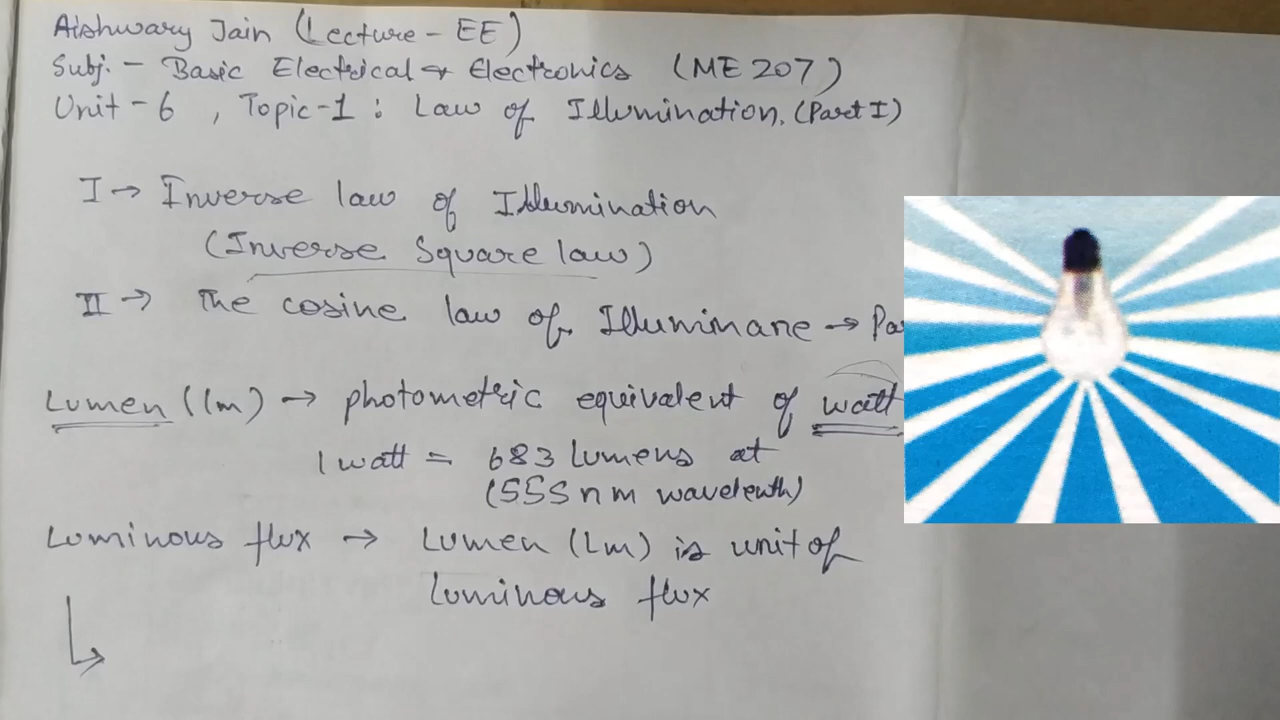 Aishwary Jain (Lecture - EE)
Subj. - Basic Electrical & Electronics (ME 207)
Unit - 6 , Topic-1 : Law of Illumination. (Part I)
I → Inverse law of Illumination
(Inverse Square law)
II → The cosine law of Illuminane → Pa
Lumen (lm) → photometric equivalent of watt
1 watt = 683 Lumens at
(555 nm wavelenth)
Luminous flux → Lumen (Lm) is unit of
Luminous flux